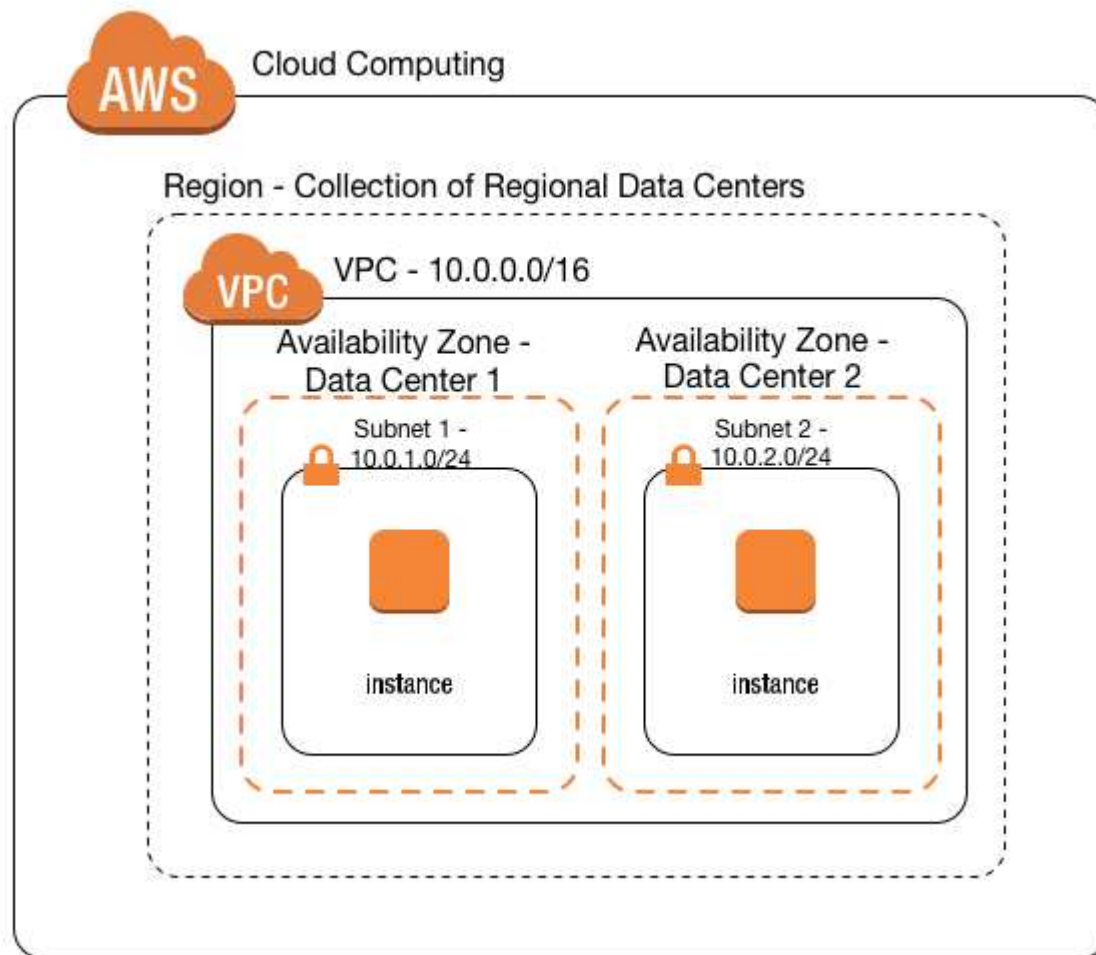 AWS
Cloud Computing
Region - Collection of Regional Data Centers
VPC
VPC - 10.0.0.0/16
Availability Zone -
Data Center 1
Subnet 1 -
10.0.1.0/24
instance
Availability Zone -
Data Center 2
Subnet 2 -
10.0.2.0/24
instance